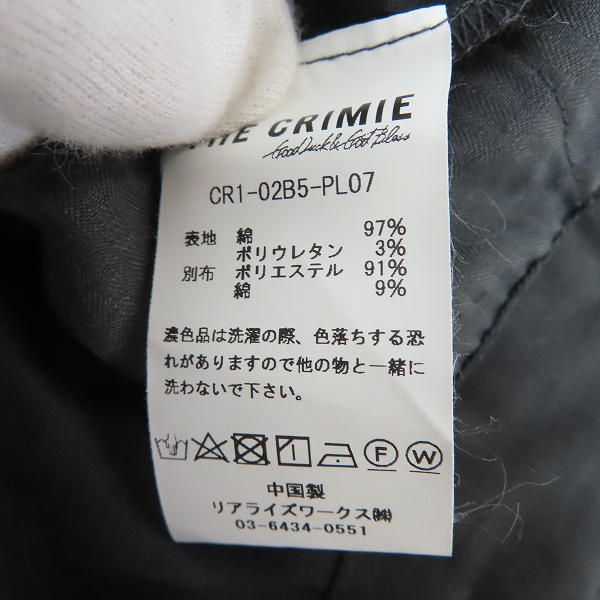 THE CRIMIE
Good Luck & God Bless
CR1-02B5-PL07
表地 綿 97%
ポリウレタン 3%
別布 ポリエステル 91%
綿 9%
濃色品は洗濯の際、色落ちする恐
れがありますので他の物と一緒に
洗わないで下さい。
F W
中国製
リアライズワークス㈱
03-6434-0551